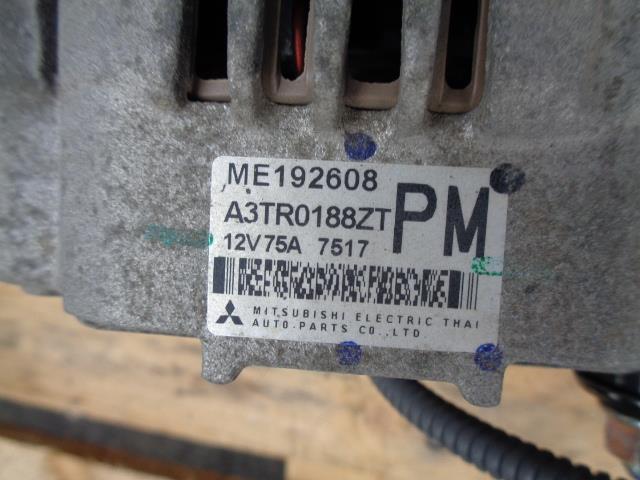 ME192608
A3TR0188ZT PM
12V75A 7517
MITSUBISHI ELECTRIC THAI
AUTO-PARTS CO.,LTD